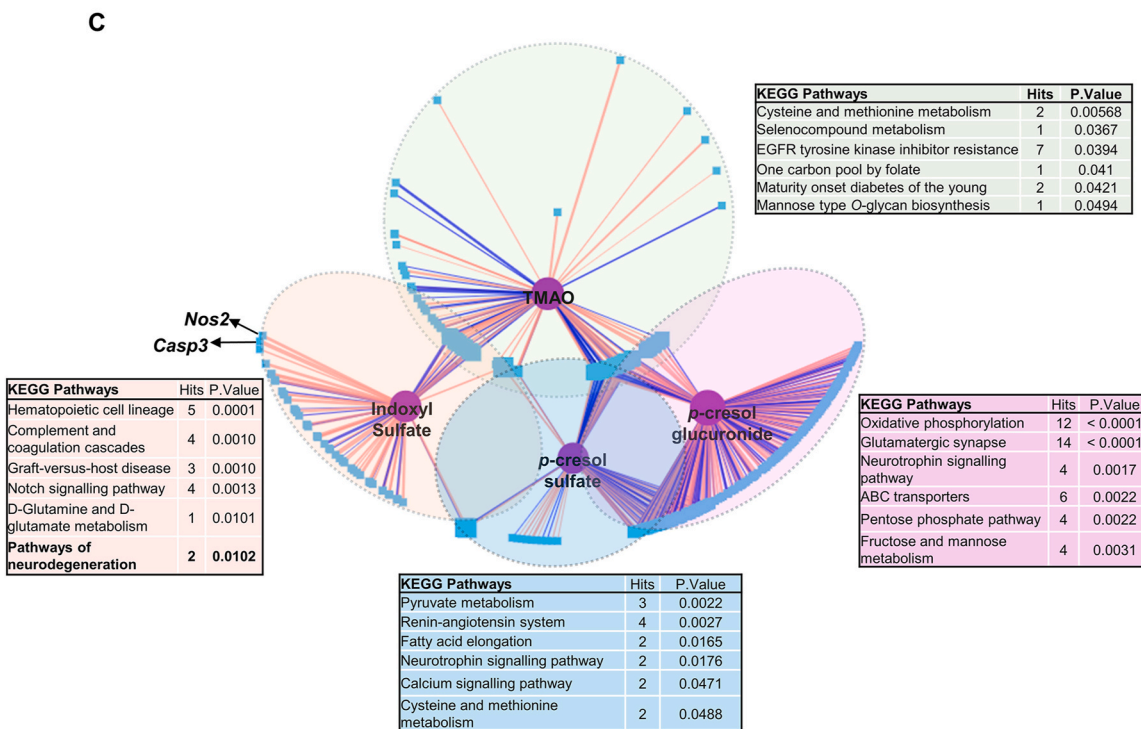 C
KEGG Pathways Hits P.Value
Cysteine and methionine metabolism 2 0.00568
Selenocompound metabolism 1 0.0367
EGFR tyrosine kinase inhibitor resistance 7 0.0394
One carbon pool by folate 1 0.041
Maturity onset diabetes of the young 2 0.0421
Mannose type O-glycan biosynthesis 1 0.0494
TMAO
Nos2
Casp3
Indoxyl
Sulfate
p-cresol
glucuronide
p-cresol
sulfate
KEGG Pathways Hits P.Value
Hematopoietic cell lineage 5 0.0001
Complement and
coagulation cascades 4 0.0010
Graft-versus-host disease 3 0.0010
Notch signalling pathway 4 0.0013
D-Glutamine and D-
glutamate metabolism 1 0.0101
Pathways of
neurodegeneration 2 0.0102
KEGG Pathways Hits P.Value
Oxidative phosphorylation 12 < 0.0001
Glutamatergic synapse 14 < 0.0001
Neurotrophin signalling
pathway 4 0.0017
ABC transporters 6 0.0022
Pentose phosphate pathway 4 0.0022
Fructose and mannose
metabolism 4 0.0031
KEGG Pathways Hits P.Value
Pyruvate metabolism 3 0.0022
Renin-angiotensin system 4 0.0027
Fatty acid elongation 2 0.0165
Neurotrophin signalling pathway 2 0.0176
Calcium signalling pathway 2 0.0471
Cysteine and methionine
metabolism 2 0.0488